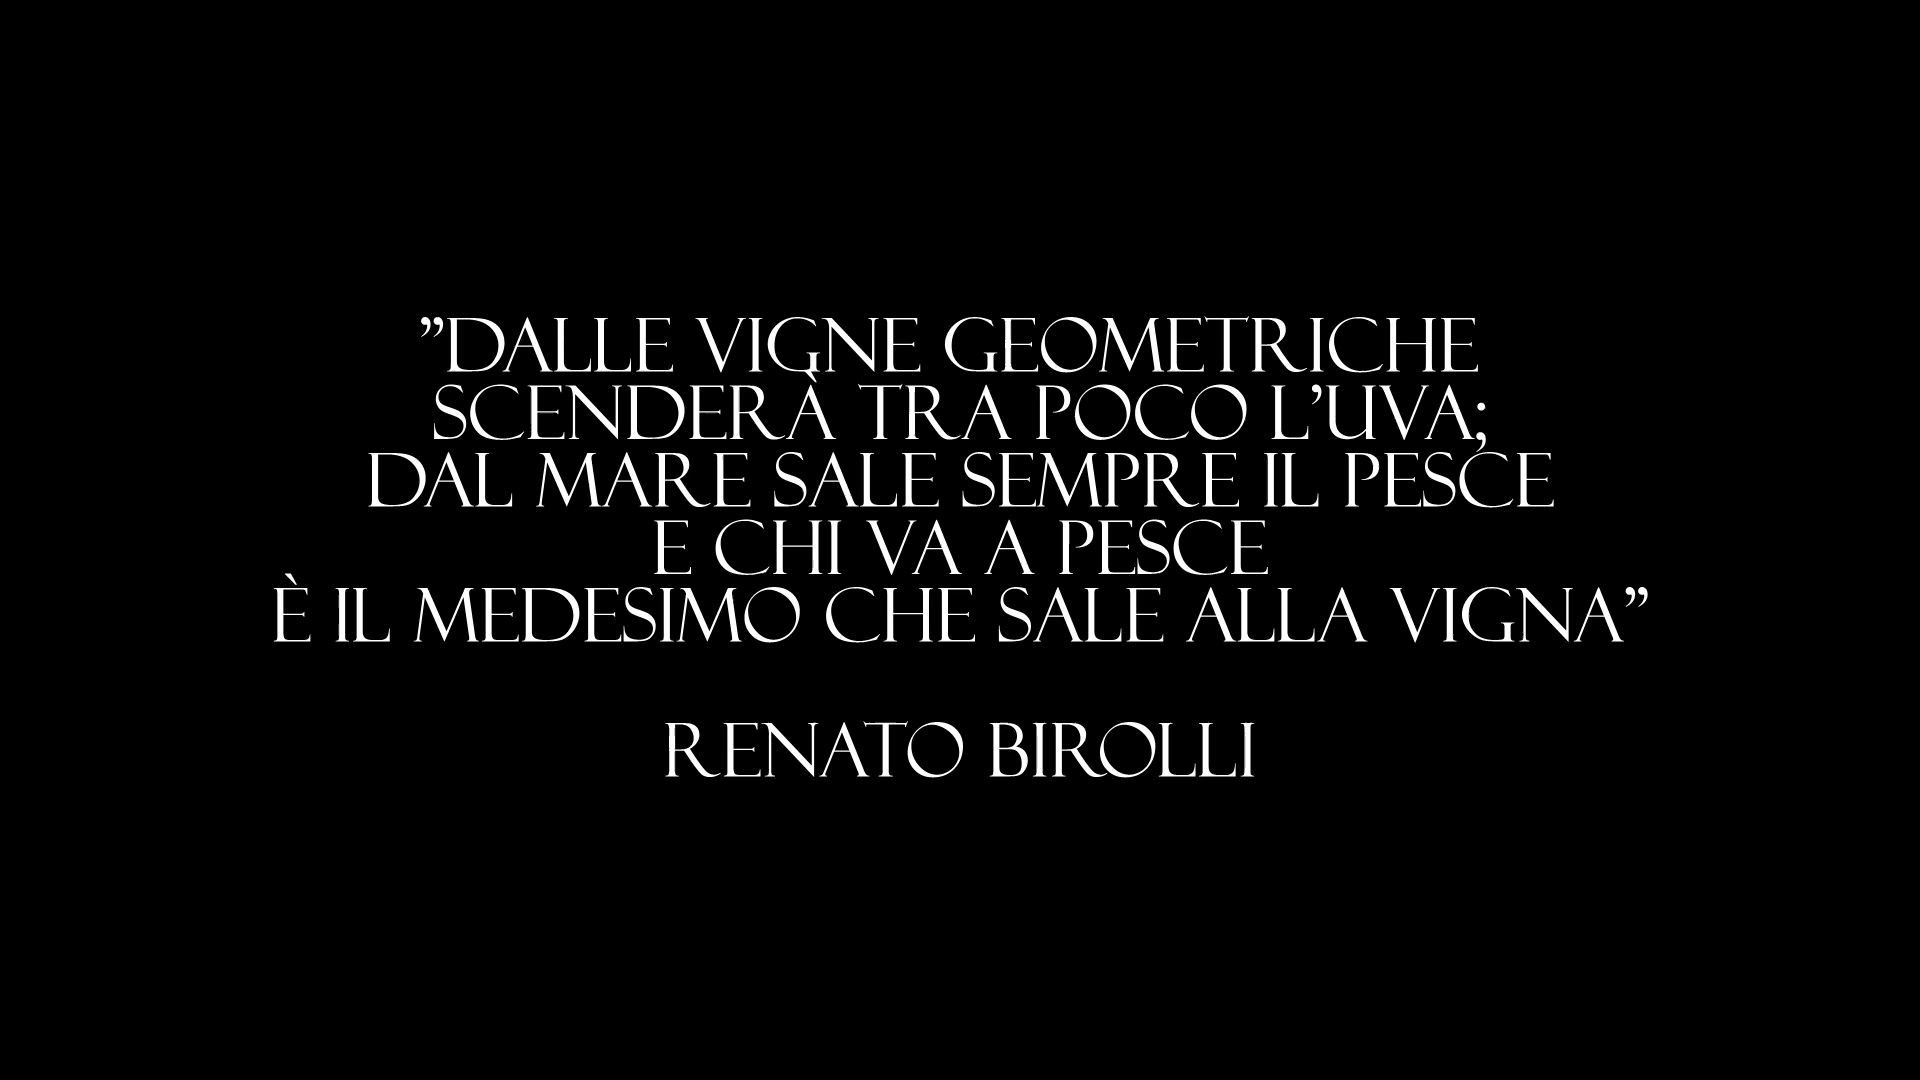 ”DALLE VIGNE GEOMETRICHE
SCENDERÀ TRA POCO L’UVA;
DAL MARE SALE SEMPRE IL PESCE
E CHI VA A PESCE
È IL MEDESIMO CHE SALE ALLA VIGNA”
RENATO BIROLLI